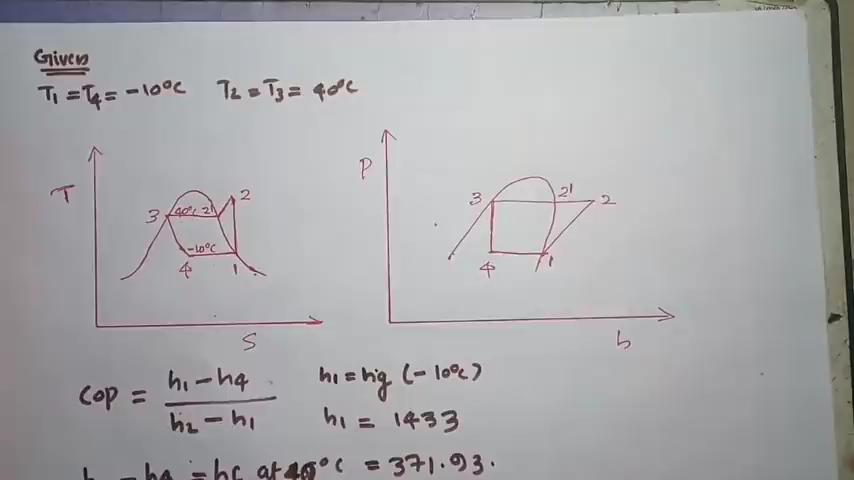 Given
T1 = T4 = -10°C T2 = T3 = 40°C
T
3 40°C 2' 2
-10°C
4 1
S
P
3 2' 2
4 1
h
COP = h1 - h4 / h2 - h1
h1 = hg (-10°C)
h1 = 1433
h4 = hf at 40°C = 371.93.